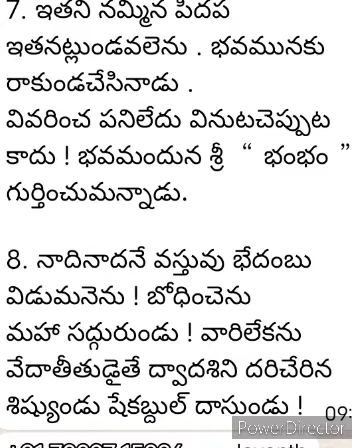 7. ఇతని నమ్మిన పిదప
ఇతనట్లుండవలెను . భవమునకు
రాకుండచేసినాడు .
వివరించ పనిలేదు వినుటచెప్పుట
కాదు ! భవమందున శ్రీ “ భంభం ”
గుర్తించుమన్నాడు.
8. నాదినాదనే వస్తువు భేదంబు
విడుమనెను ! బోధించెను
మహా సద్గురుండు ! వారిలేకను
వేదాతీతుడైతే ద్వాదశిని దరిచేరిన
శిష్యుండు షేకబ్దుల్ దాసుండు !
09:
PowerDirector